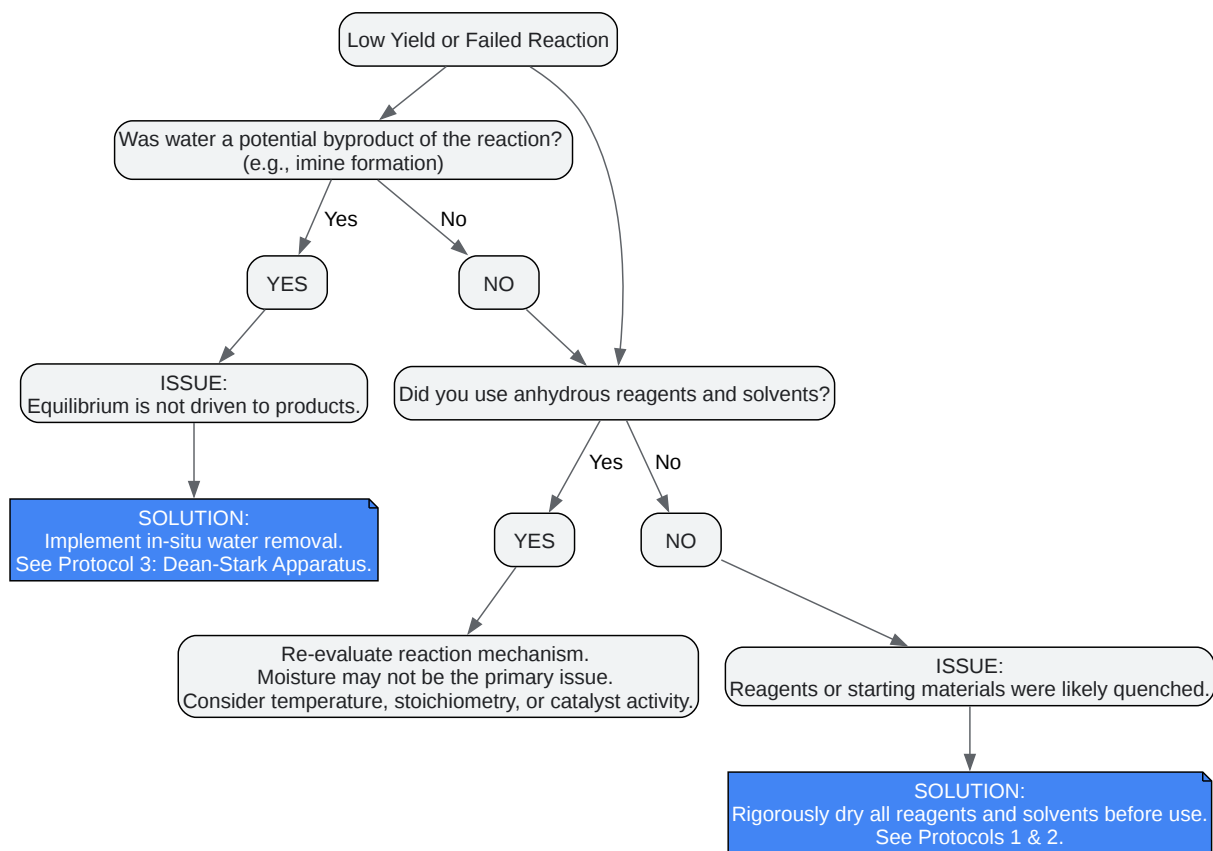 Low Yield or Failed Reaction
Was water a potential byproduct of the reaction?
(e.g., imine formation)
Yes
No
YES
NO
ISSUE:
Equilibrium is not driven to products.
Did you use anhydrous reagents and solvents?
Yes
No
SOLUTION:
Implement in-situ water removal.
See Protocol 3: Dean-Stark Apparatus.
YES
NO
Re-evaluate reaction mechanism.
Moisture may not be the primary issue.
Consider temperature, stoichiometry, or catalyst activity.
ISSUE:
Reagents or starting materials were likely quenched.
SOLUTION:
Rigorously dry all reagents and solvents before use.
See Protocols 1 & 2.